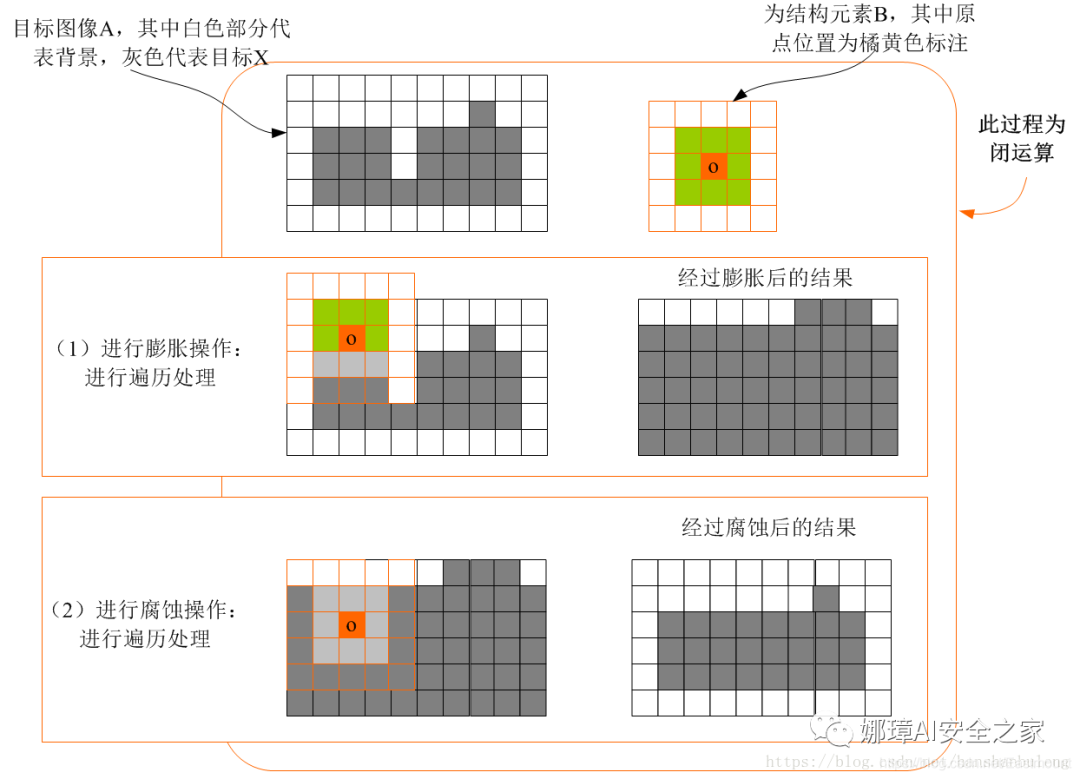 目标图像A，其中白色部分代
表背景，灰色代表目标X
为结构元素B，其中原
点位置为橘黄色标注
此过程为
闭运算
o
经过膨胀后的结果
（1）进行膨胀操作：
进行遍历处理
o
经过腐蚀后的结果
（2）进行腐蚀操作：
进行遍历处理
o
娜璋AI安全之家
https://blog.csdn.net/hanshanbuleng